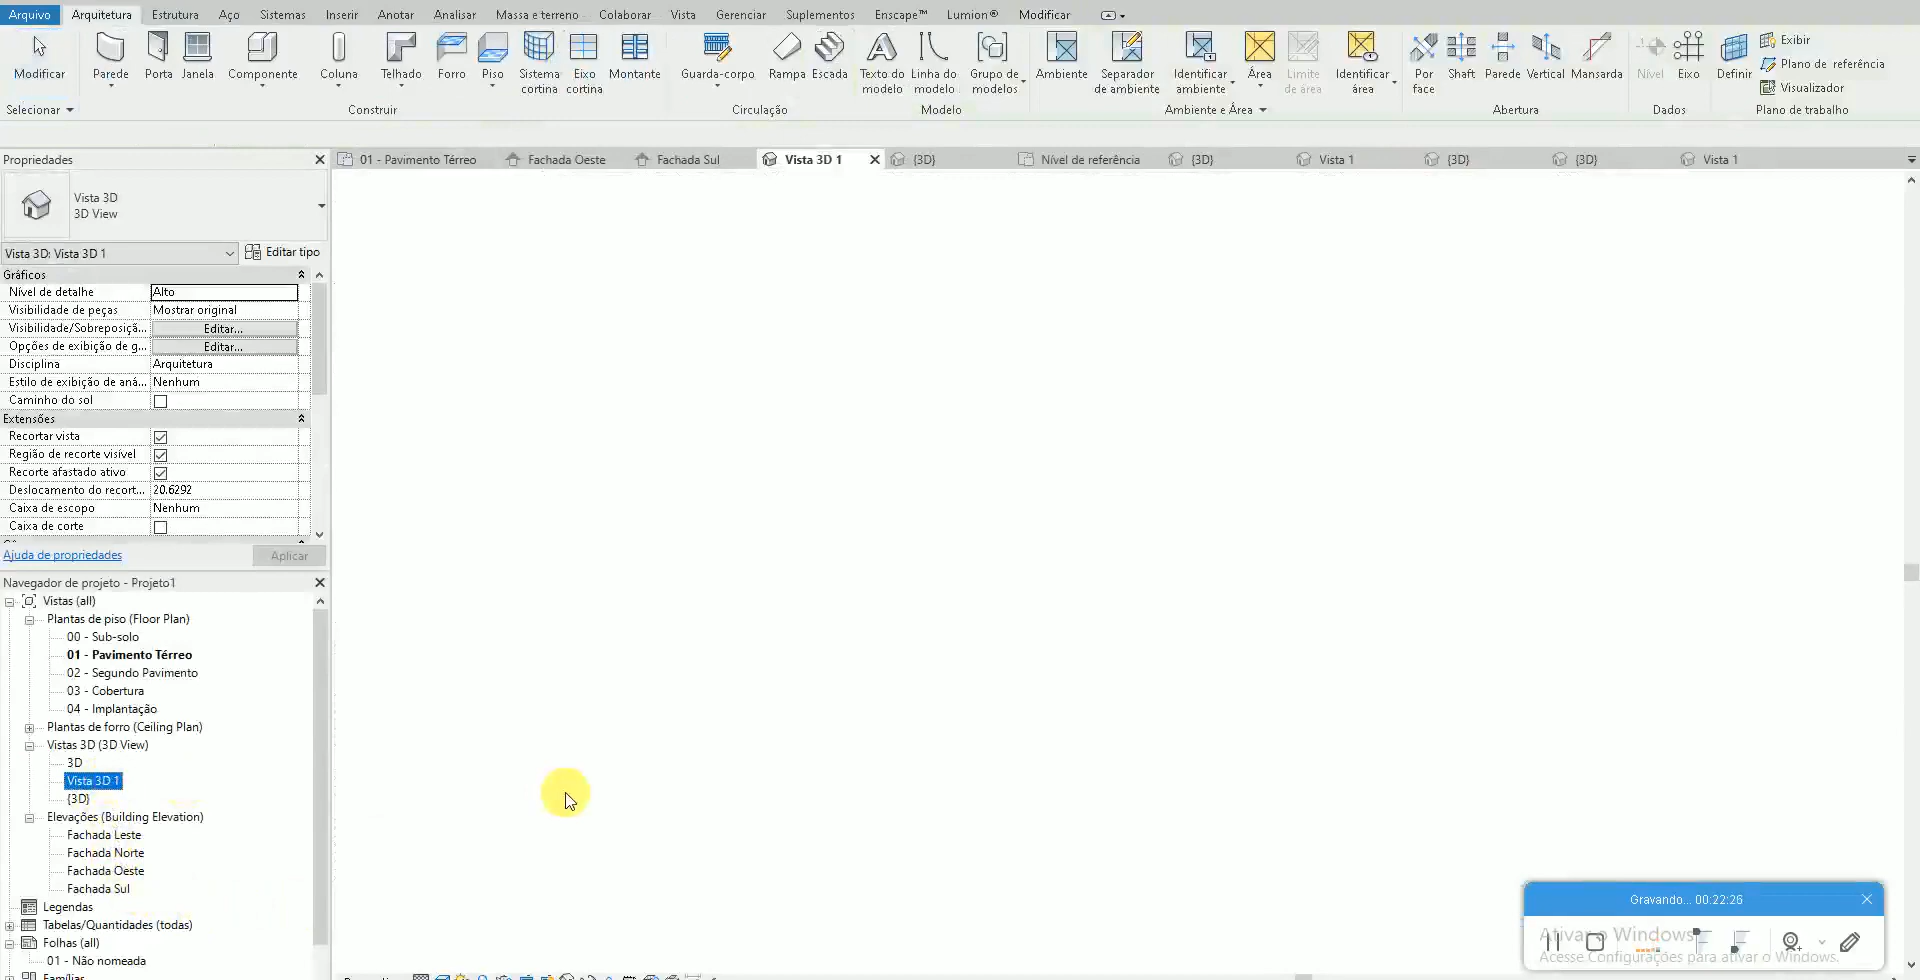 Arquivo Arquitetura Estrutura Aço Sistemas Inserir Anotar Analisar Massa e terreno Colaborar Vista Gerenciar Suplementos Enscape™ Lumion® Modificar
Modificar Parede Porta Janela Componente Coluna Telhado Forro Piso Sistema cortina Eixo cortina Montante Guarda-corpo Rampa Escada Texto do modelo Linha do modelo Grupo de modelos Ambiente Separador de ambiente Identificar ambiente Área Limite de área Identificar área Por face Shaft Parede Vertical Mansarda Nível Eixo Definir
Exibir
Plano de referência
Visualizador
Selecionar Construir Circulação Modelo Ambiente e Área Abertura Dados Plano de trabalho
Propriedades
01 - Pavimento Térreo Fachada Oeste Fachada Sul Vista 3D 1 {3D} Nível de referência {3D} Vista 1 {3D} {3D} Vista 1
Vista 3D
3D View
Vista 3D: Vista 3D 1 Editar tipo
Gráficos
Nível de detalhe Alto
Visibilidade de peças Mostrar original
Visibilidade/Sobreposiçã... Editar...
Opções de exibição de g... Editar...
Disciplina Arquitetura
Estilo de exibição de aná... Nenhum
Caminho do sol
Extensões
Recortar vista
Região de recorte visível
Recorte afastado ativo
Deslocamento do recort... 20.6292
Caixa de escopo Nenhum
Caixa de corte
Ajuda de propriedades Aplicar
Navegador de projeto - Projeto1
Vistas (all)
Plantas de piso (Floor Plan)
00 - Sub-solo
01 - Pavimento Térreo
02 - Segundo Pavimento
03 - Cobertura
04 - Implantação
Plantas de forro (Ceiling Plan)
Vistas 3D (3D View)
3D
Vista 3D 1
{3D}
Elevações (Building Elevation)
Fachada Leste
Fachada Norte
Fachada Oeste
Fachada Sul
Legendas
Tabelas/Quantidades (todas)
Folhas (all)
01 - Não nomeada
Famílias
Gravando... 00:22:26
Ativar o Windows
Acesse Configurações para ativar o Windows.